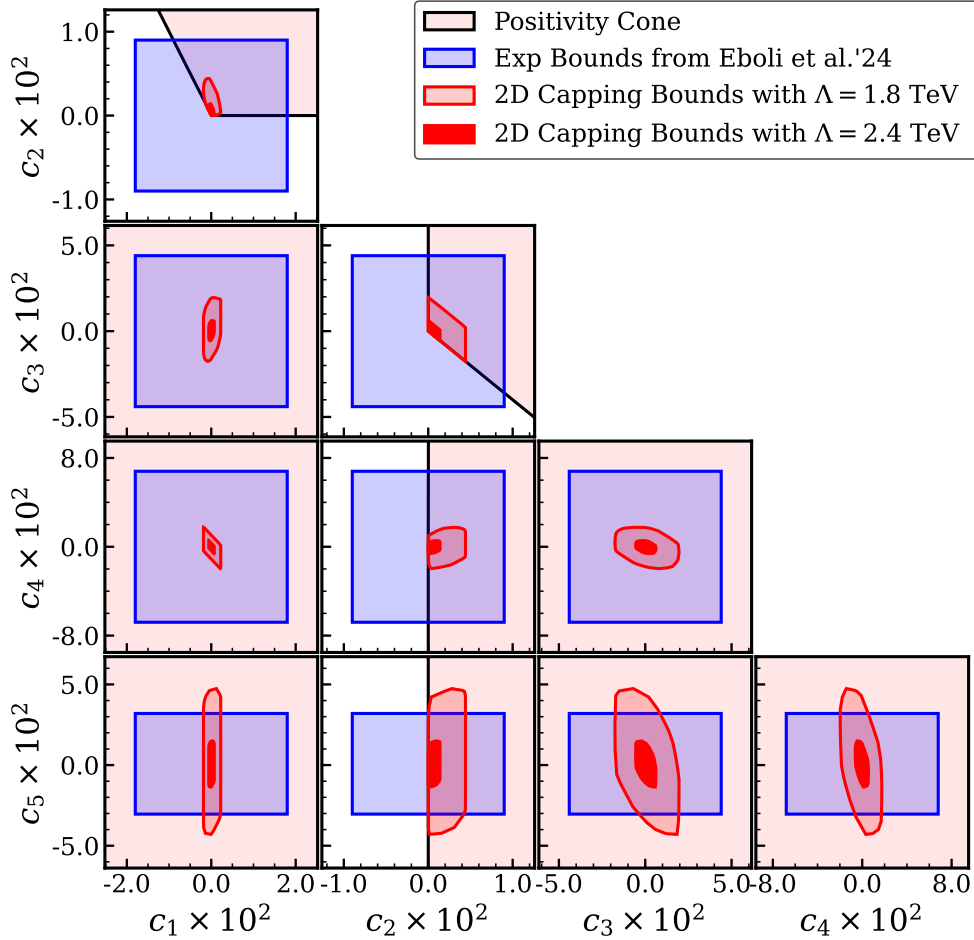 Positivity Cone
Exp Bounds from Eboli et al.'24
2D Capping Bounds with Λ = 1.8 TeV
2D Capping Bounds with Λ = 2.4 TeV
c₂ × 10²
1.0
0.0
-1.0
c₃ × 10²
5.0
0.0
-5.0
c₄ × 10²
8.0
0.0
-8.0
c₅ × 10²
5.0
0.0
-5.0
-2.0 0.0 2.0 -1.0 0.0 1.0 -5.0 0.0 5.0 -8.0 0.0 8.0
c₁ × 10² c₂ × 10² c₃ × 10² c₄ × 10²